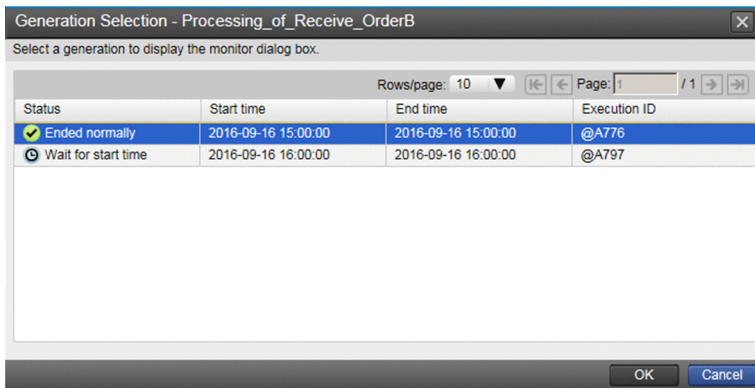 Generation Selection - Processing_of_Receive_OrderB
Select a generation to display the monitor dialog box.
Rows/page: 10 Page: 1 / 1
Status Start time End time Execution ID
Ended normally 2016-09-16 15:00:00 2016-09-16 15:00:00 @A776
Wait for start time 2016-09-16 16:00:00 2016-09-16 16:00:00 @A797
OK Cancel